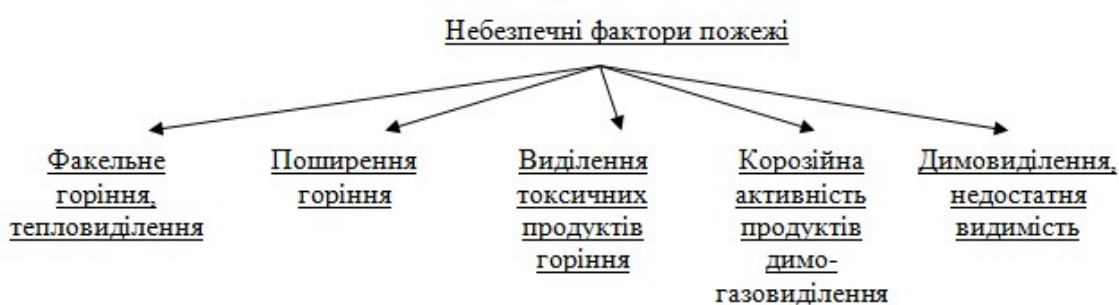 Небезпечні фактори пожежі
Факельне
горіння,
тепловиділення
Поширення
горіння
Виділення
токсичних
продуктів
горіння
Корозійна
активність
продуктів
димо-
газовиділення
Димовиділення,
недостатня
видимість